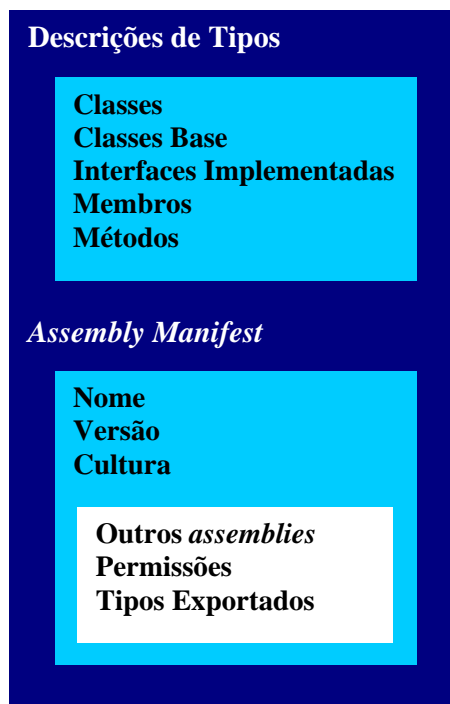 Descrições de Tipos
Classes
Classes Base
Interfaces Implementadas
Membros
Métodos
Assembly Manifest
Nome
Versão
Cultura
Outros assemblies
Permissões
Tipos Exportados